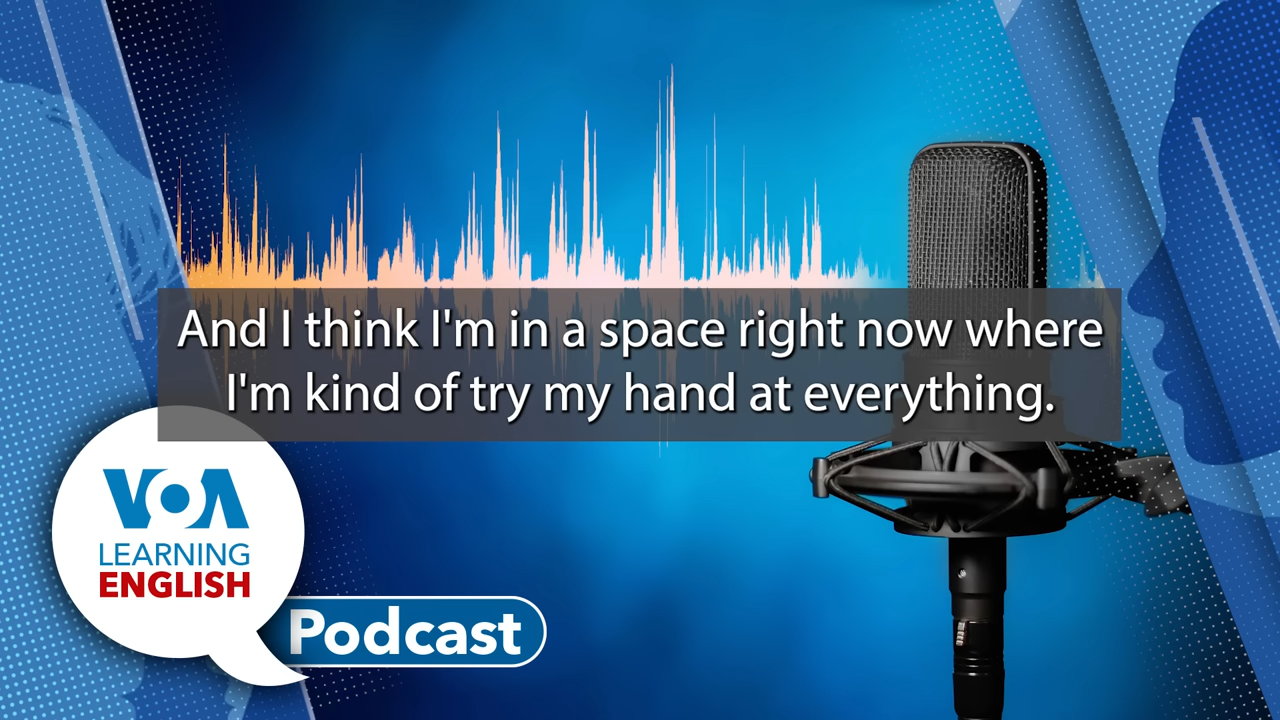 And I think I'm in a space right now where
I'm kind of try my hand at everything.
VOA
LEARNING
ENGLISH
Podcast